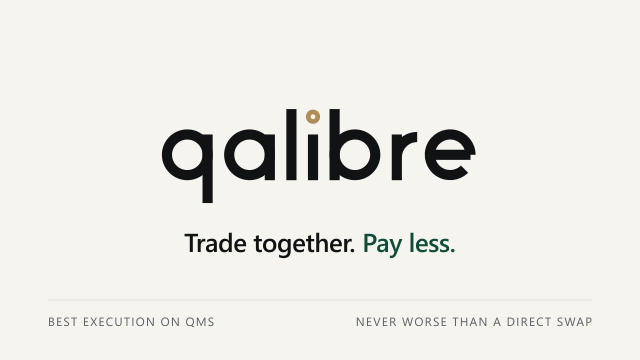 qalibre
Trade together. Pay less.
BEST EXECUTION ON QMS
NEVER WORSE THAN A DIRECT SWAP